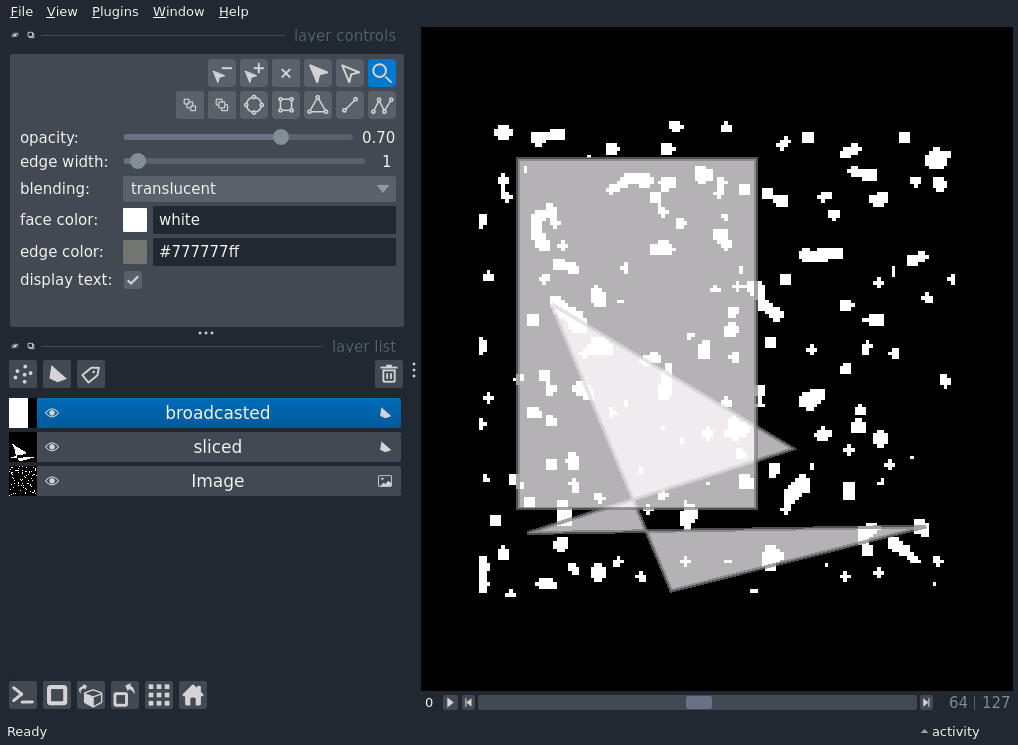 File View Plugins Window Help
layer controls
opacity: 0.70
edge width: 1
blending: translucent
face color: white
edge color: #777777ff
display text:
layer list
broadcasted
sliced
Image
0 64 | 127
Ready activity